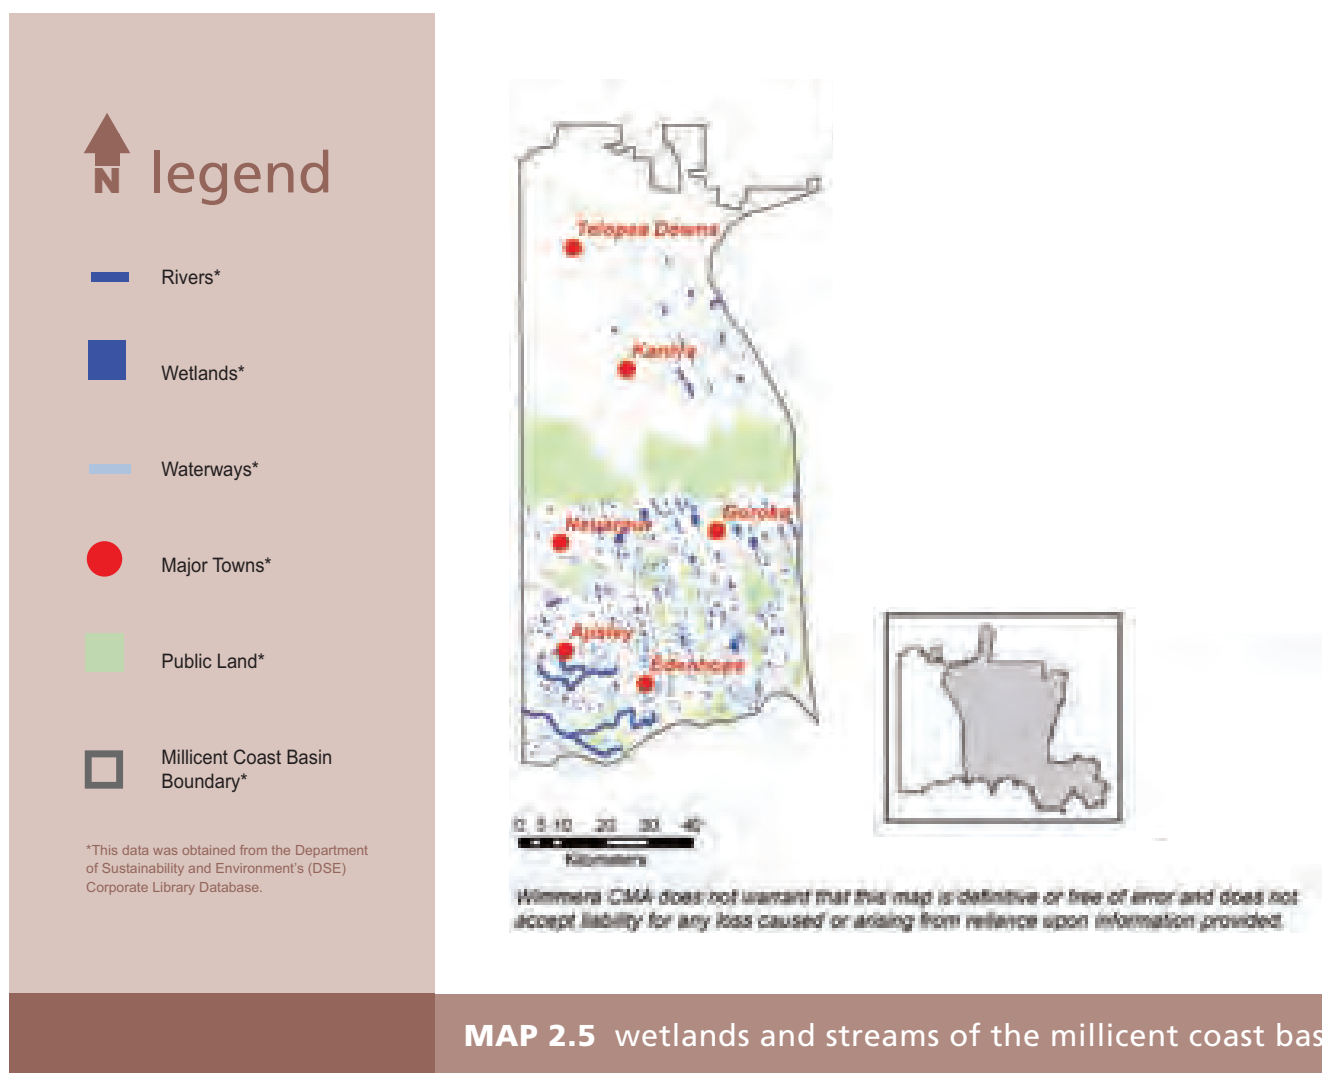 N legend
Rivers*
Wetlands*
Waterways*
Major Towns*
Public Land*
Millicent Coast Basin
Boundary*
*This data was obtained from the Department
of Sustainability and Environment's (DSE)
Corporate Library Database.
Telopea Downs
Kaniva
Goroke
Neuarpur
Apsley
Edenhope
0 5 10 20 30 40
Kilometers
Wimmera CMA does not warrant that this map is definitive or free of error and does not
accept liability for any loss caused or arising from reliance upon information provided.
MAP 2.5 wetlands and streams of the millicent coast bas